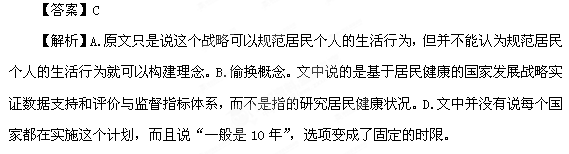 【答案】C
【解析】A.原文只是说这个战略可以规范居民个人的生活行为，但并不能认为规范居民
个人的生活行为就可以构建理念。B.偷换概念。文中说的是基于居民健康的国家发展战略实
证数据支持和评价与监督指标体系，而不是指的研究居民健康状况。D.文中并没有说每个国
家都在实施这个计划，而且说“一般是 10 年”，选项变成了固定的时限。